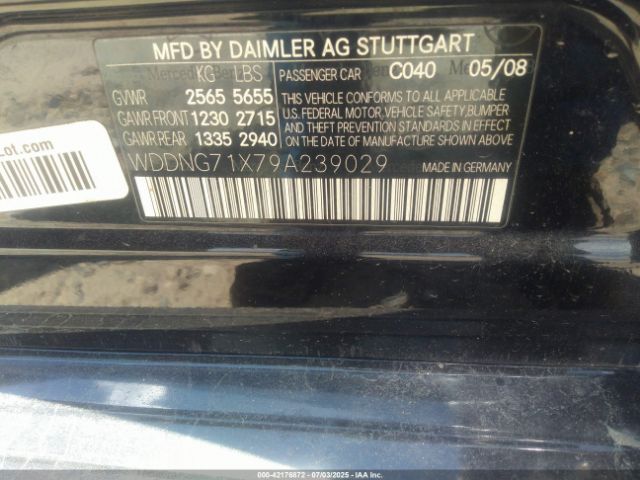 MFD BY DAIMLER AG STUTTGART
KG LBS PASSENGER CAR C040 05/08
GVWR 2565 5655
GAWR.FRONT 1230 2715
GAWR.REAR 1335 2940
THIS VEHICLE CONFORMS TO ALL APPLICABLE
U.S. FEDERAL MOTOR, VEHICLE SAFETY, BUMPER
AND THEFT PREVENTION STANDARDS IN EFFECT
ON THE DATE OF MANUFACTURE SHOWN ABOVE
WDDNG71X79A239029
MADE IN GERMANY
Lot.com
000-42176872 - 07/03/2025 - IAA Inc.